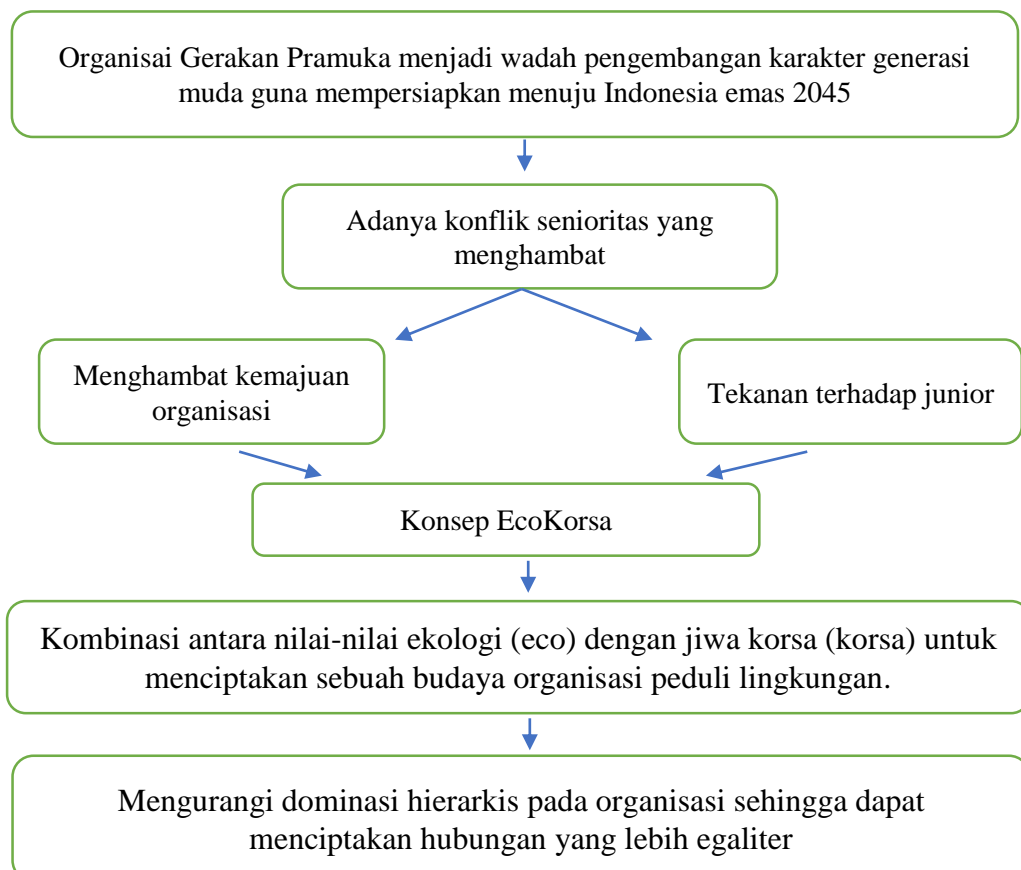 Organisai Gerakan Pramuka menjadi wadah pengembangan karakter generasi
muda guna mempersiapkan menuju Indonesia emas 2045
Adanya konflik senioritas yang
menghambat
Menghambat kemajuan
organisasi
Tekanan terhadap junior
Konsep EcoKorsa
Kombinasi antara nilai-nilai ekologi (eco) dengan jiwa korsa (korsa) untuk
menciptakan sebuah budaya organisasi peduli lingkungan.
Mengurangi dominasi hierarkis pada organisasi sehingga dapat
menciptakan hubungan yang lebih egaliter